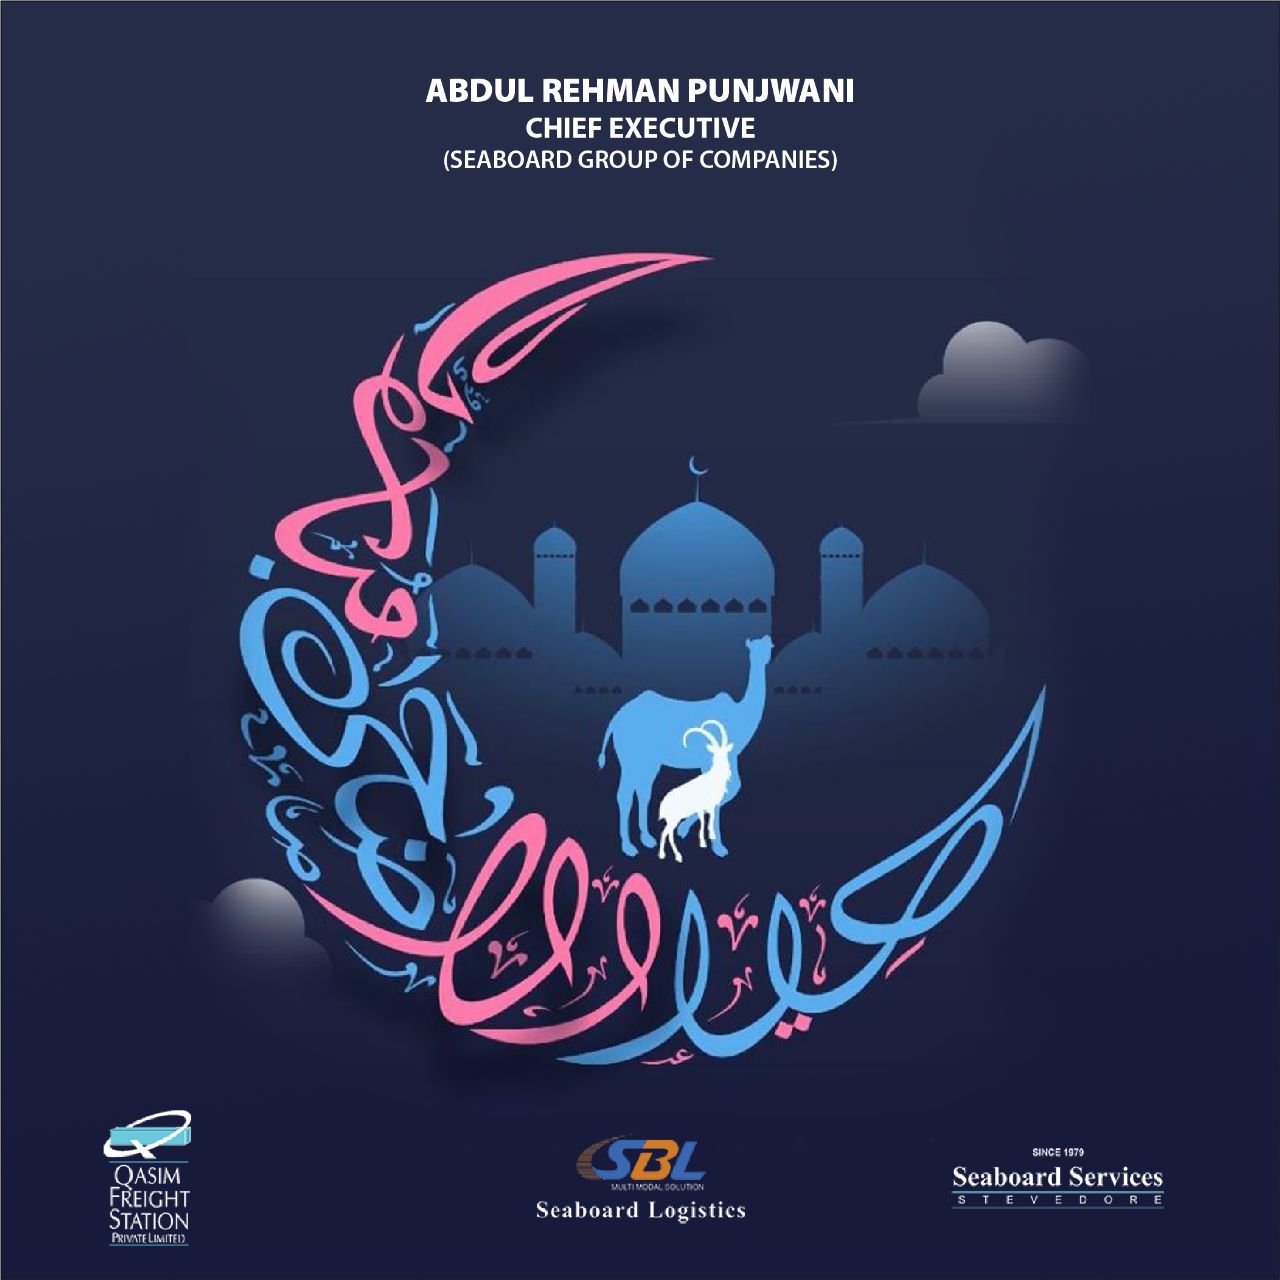 ABDUL REHMAN PUNJWANI
CHIEF EXECUTIVE
(SEABOARD GROUP OF COMPANIES)
عيد الاضحى مبارك
QASIM
FREIGHT
STATION
PRIVATE LIMITED
SBL
MULTI MODAL SOLUTION
Seaboard Logistics
SINCE 1979
Seaboard Services
STEVEDORE